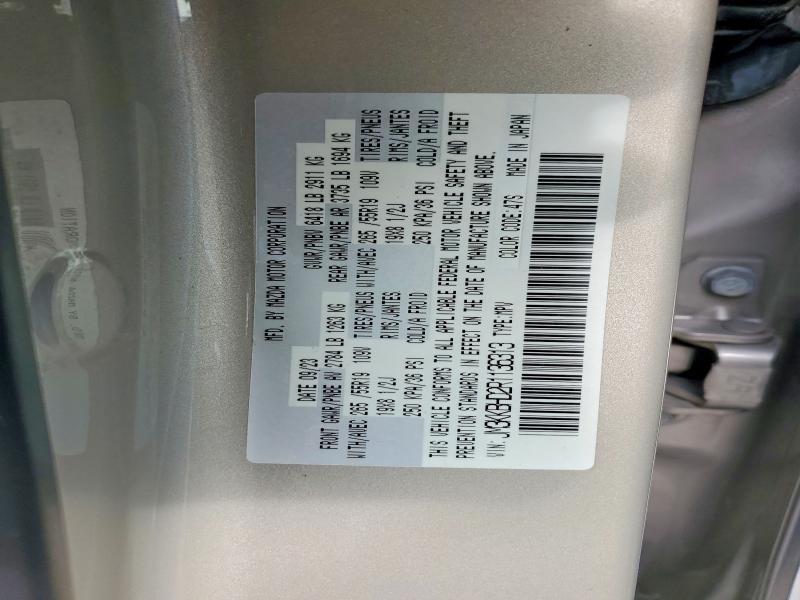 MFD. BY MAZDA MOTOR CORPORATION
DATE 09/23 GVWR/PNBV 6418 LB 2911 KG
FRONT GAWR/PNBE AV 2784 LB 1263 KG REAR GAWR/PNBE AR 3735 LB 1694 KG
WITH/AVEC 265 /55R19 109V TIRES/PNEUS WITH/AVEC 265 /55R19 109V TIRES/PNEUS
19X8 1/2J RIMS/JANTES 19X8 1/2J RIMS/JANTES
250 KPA/36 PSI COLD/A FROID 250 KPA/36 PSI COLD/A FROID
THIS VEHICLE CONFORMS TO ALL APPLICABLE FEDERAL MOTOR VEHICLE SAFETY AND THEFT
PREVENTION STANDARDS IN EFFECT ON THE DATE OF MANUFACTURE SHOWN ABOVE.
VIN: JM3KKBHD2R1136313 TYPE: MPV COLOR CODE: 47S MADE IN JAPAN